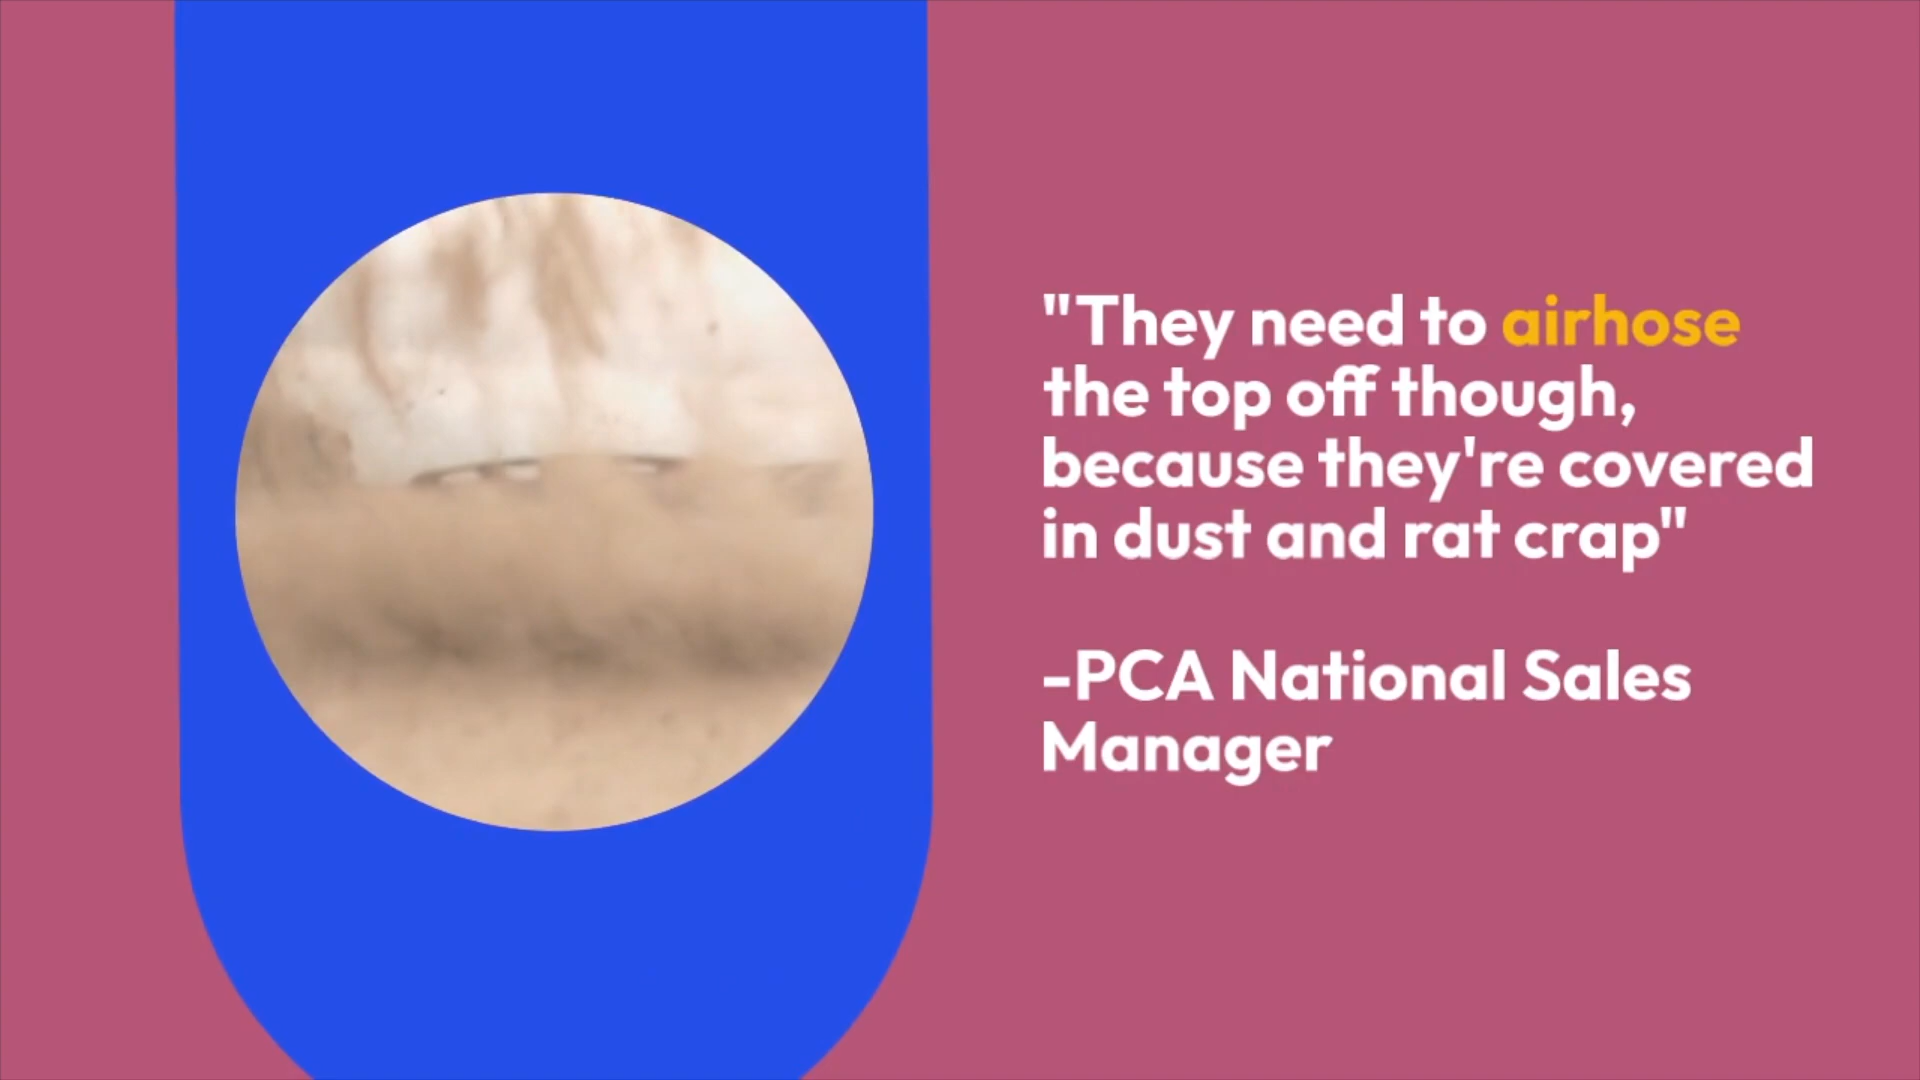 "They need to airhose
the top off though,
because they're covered
in dust and rat crap"
-PCA National Sales
Manager